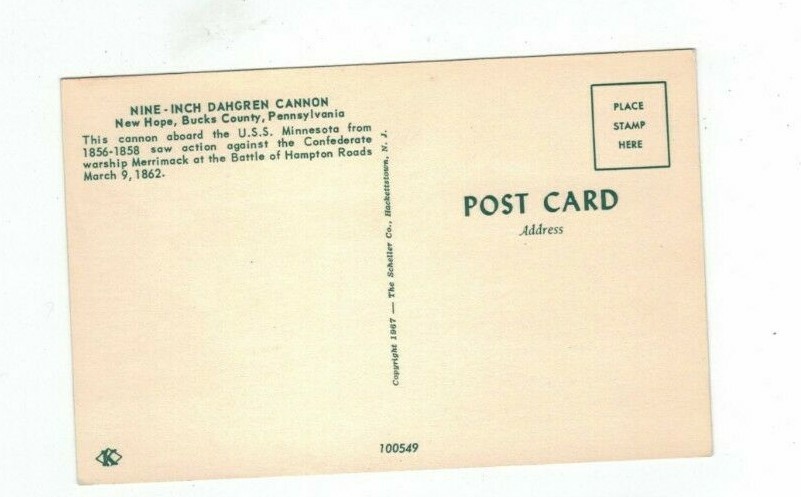 NINE-INCH DAHGREN CANNON
New Hope, Bucks County, Pennsylvania
This cannon aboard the U.S.S. Minnesota from
1856-1858 saw action against the Confederate
warship Merrimack at the Battle of Hampton Roads
March 9, 1862.
Copyright 1967 — The Scheller Co., Hackettstown, N. J.
PLACE
STAMP
HERE
POST CARD
Address
K
100549